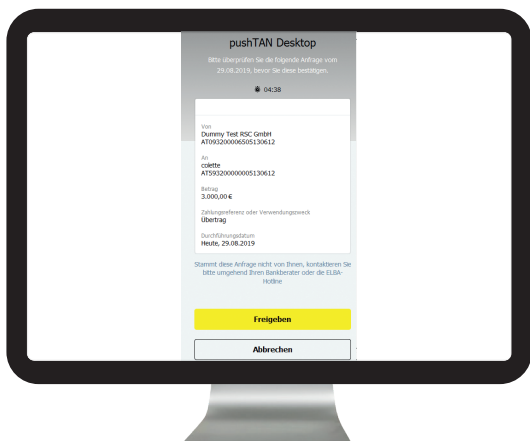 pushTAN Desktop
Bitte überprüfen Sie die folgende Anfrage vom
29.08.2019, bevor Sie diese bestätigen.
04:38
Von
Dummy Test RSC GmbH
AT093200006505130612
An
colette
AT593200000005130612
Betrag
3.000,00 €
Zahlungsreferenz oder Verwendungszweck
Übertrag
Durchführungsdatum
Heute, 29.08.2019
Stammt diese Anfrage nicht von Ihnen, kontaktieren Sie
bitte umgehend Ihren Bankberater oder die ELBA-
Hotline
Freigeben
Abbrechen